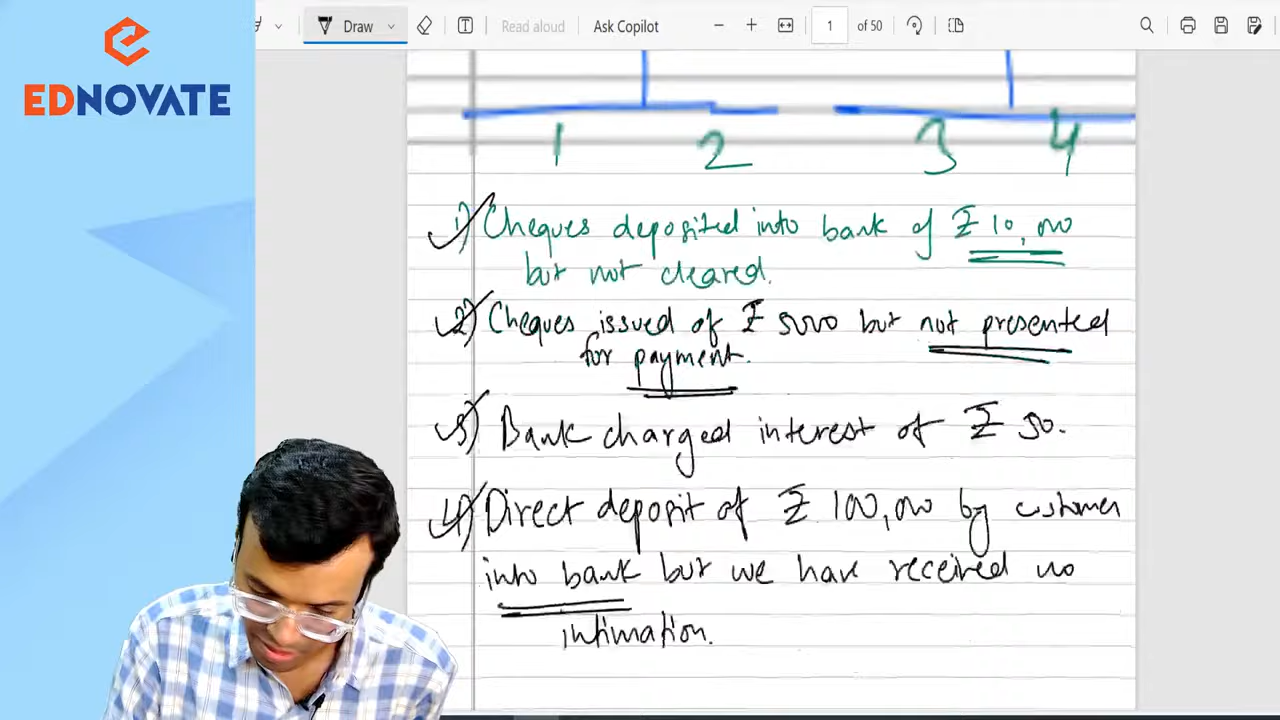 Draw
Read aloud
Ask Copilot
1
of 50
EDNOVATE
1 2 3 4
1) Cheques deposited into bank of ₹ 10,000
but not cleared.
2) Cheques issued of ₹ 5000 but not presented
for payment.
3) Bank charged interest of ₹ 50.
4) Direct deposit of ₹ 100,000 by customer
into bank but we have received no
intimation.